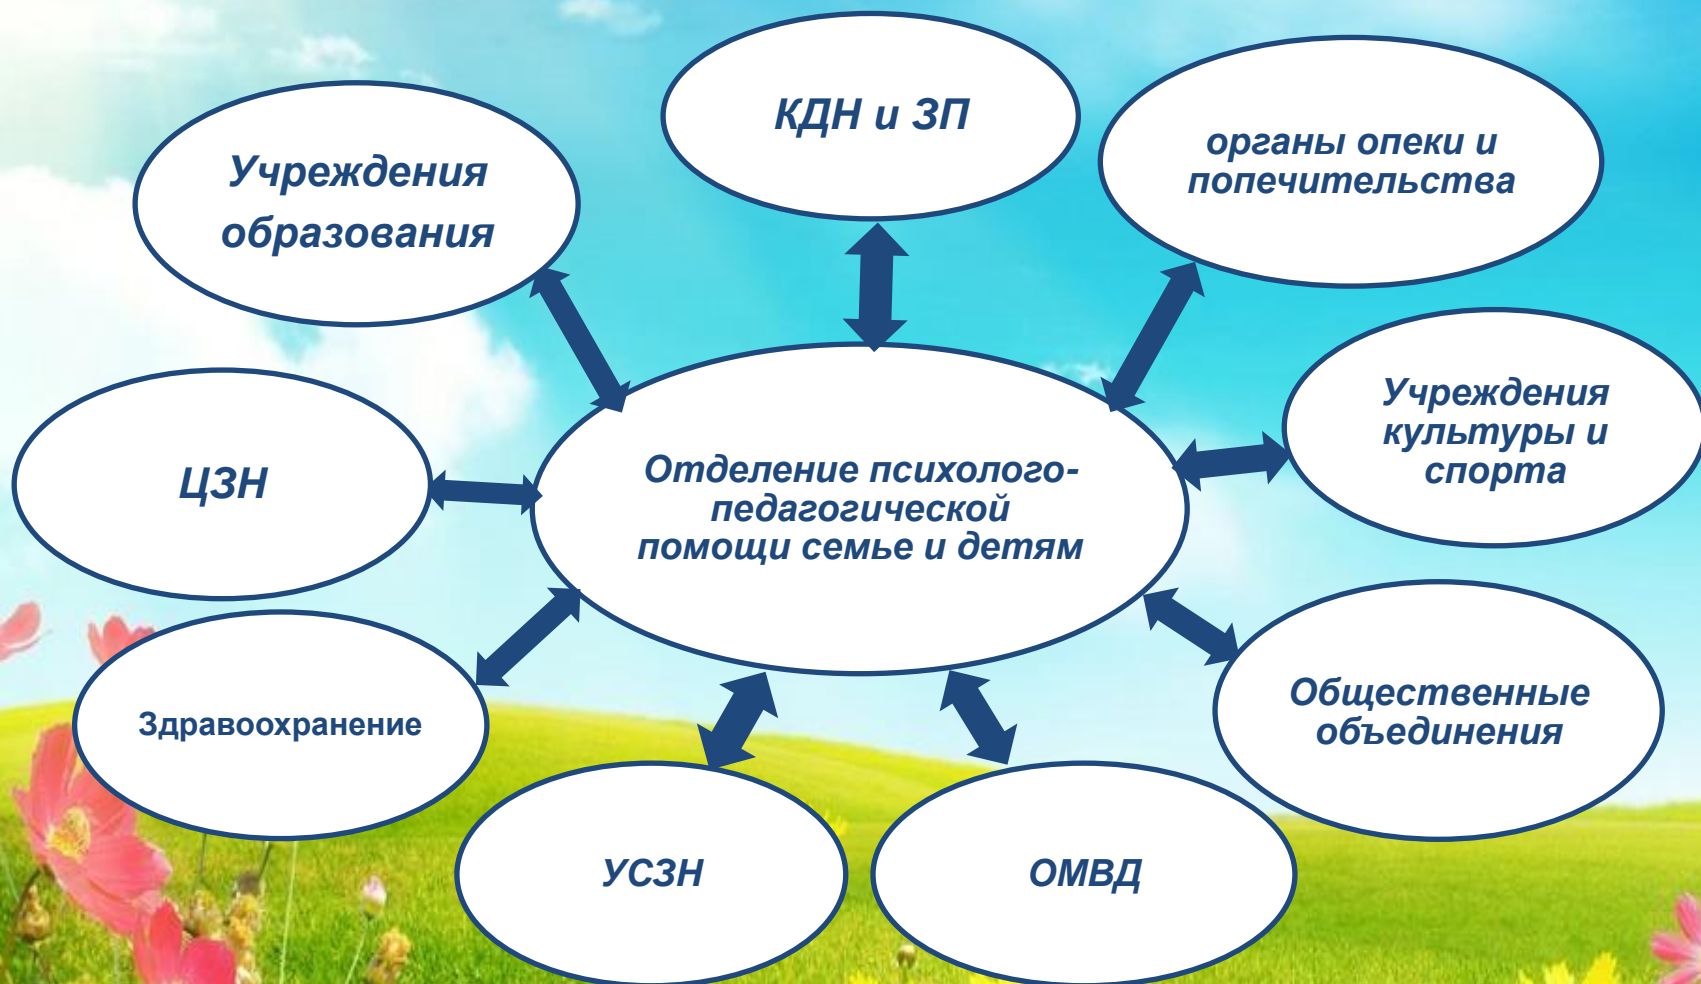 КДН и ЗП
Учреждения
образования
органы опеки и
попечительства
Учреждения
культуры и
спорта
ЦЗН
Отделение психолого-
педагогической
помощи семье и детям
Здравоохранение
Общественные
объединения
УСЗН
ОМВД